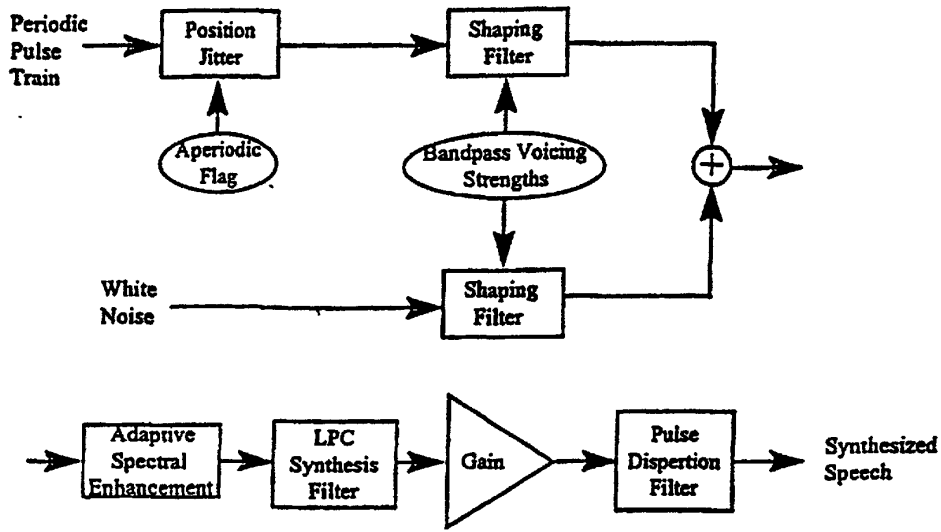 Periodic
Pulse
Train
Position
Jitter
Shaping
Filter
Aperiodic
Flag
Bandpass Voicing
Strengths
+
White
Noise
Shaping
Filter
Adaptive
Spectral
Enhancement
LPC
Synthesis
Filter
Gain
Pulse
Dispertion
Filter
Synthesized
Speech